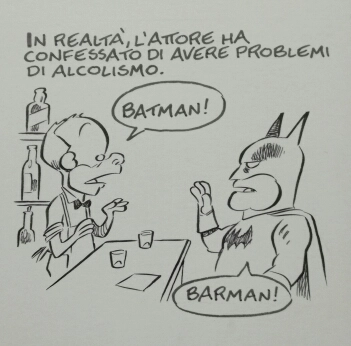 IN REALTÀ, L'ATTORE HA
CONFESSATO DI AVERE PROBLEMI
DI ALCOLISMO.
BATMAN!
BARMAN!